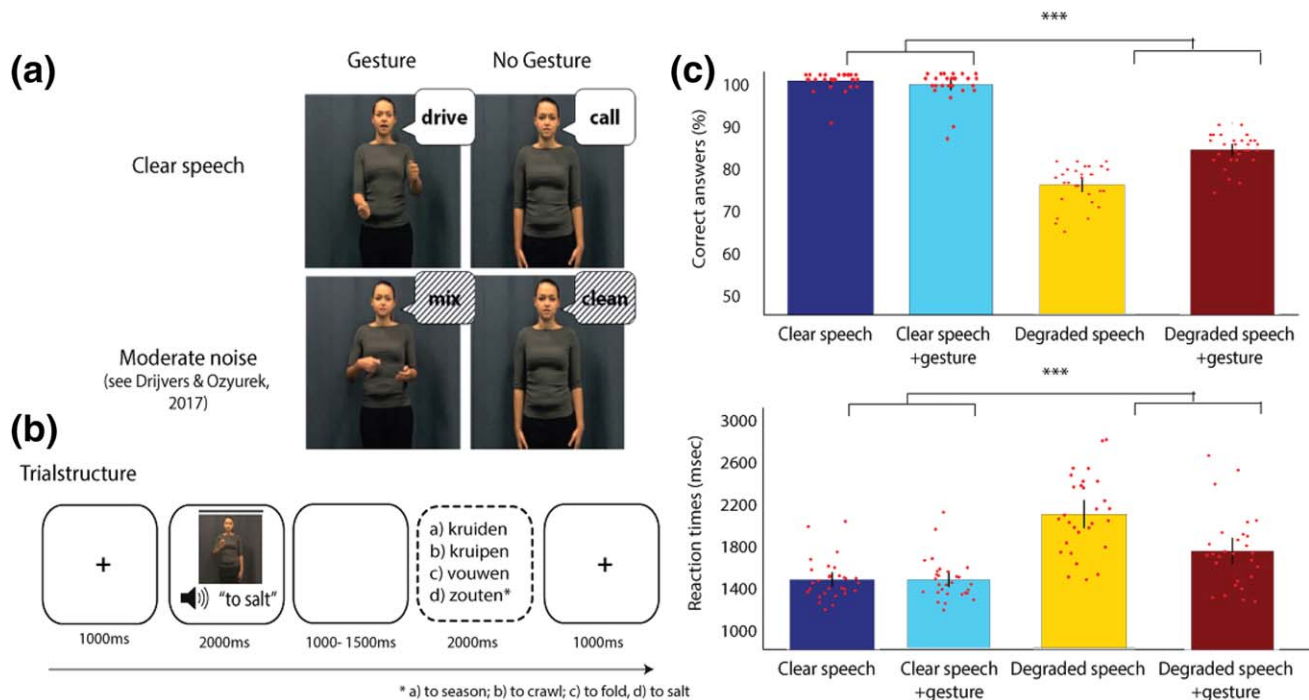 (a)
Gesture
No Gesture
Clear speech
drive
call
Moderate noise
(see Drijvers & Ozyurek,
2017)
mix
clean
(b)
Trialstructure
+
"to salt"
a) kruiden
b) kruipen
c) vouwen
d) zouten*
+
1000ms
2000ms
1000- 1500ms
2000ms
1000ms
* a) to season; b) to crawl; c) to fold, d) to salt
(c)
***
Correct answers (%)
100
90
80
70
60
50
Clear speech
Clear speech
+gesture
Degraded speech
Degraded speech
+gesture
***
Reaction times (msec)
3000
2600
2200
1800
1400
1000
Clear speech
Clear speech
+gesture
Degraded speech
Degraded speech
+gesture